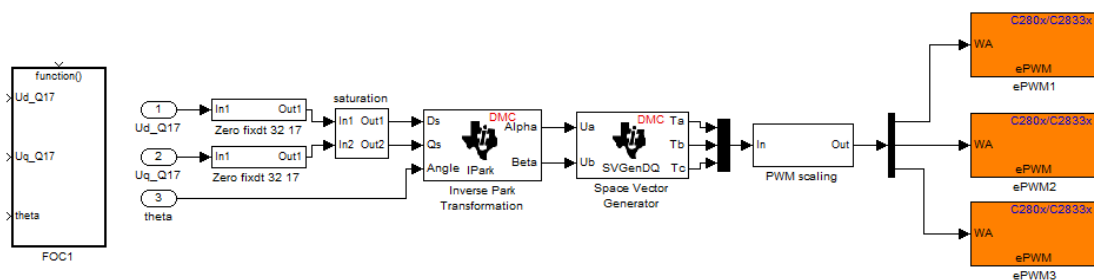 function()
Ud_Q17
Uq_Q17
theta
FOC1
1
Ud_Q17
In1 Out1
Zero fixdt 32 17
2
Uq_Q17
In1 Out1
Zero fixdt 32 17
3
theta
saturation
In1 Out1
In2 Out2
DMC
Ds Alpha
Qs
Beta
Angle IPark
Inverse Park
Transformation
DMC
Ua Ta
Tb
Ub SVGenDQ Tc
Space Vector
Generator
In Out
PWM scaling
C280x/C2833x
WA
ePWM
ePWM1
C280x/C2833x
WA
ePWM
ePWM2
C280x/C2833x
WA
ePWM
ePWM3